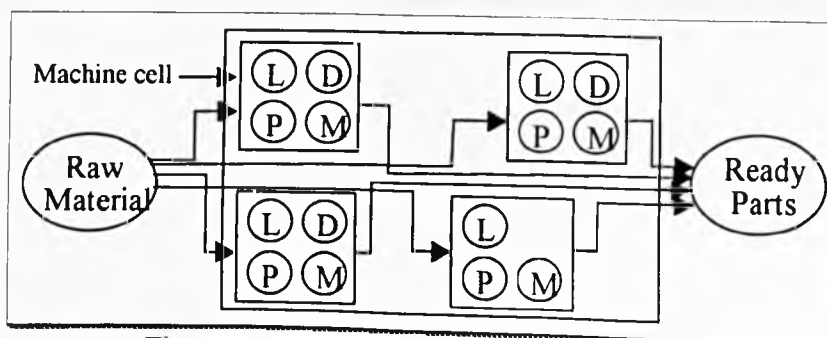 L D
L D
Machine cell
P M
P M
Raw
Material
Ready
Parts
L D
L
P M
P M